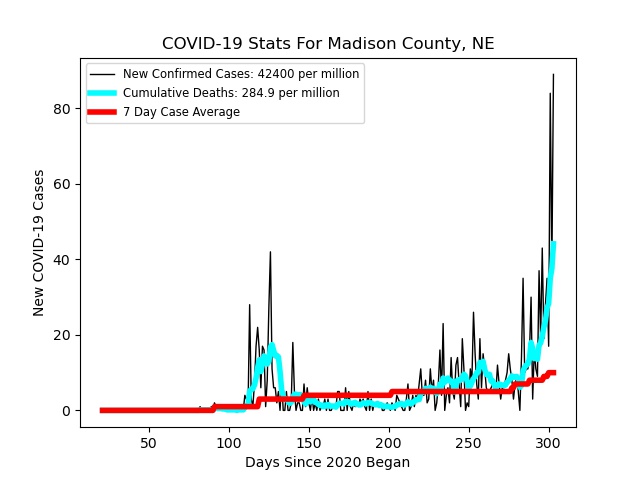 COVID-19 Stats For Madison County, NE
New Confirmed Cases: 42400 per million
Cumulative Deaths: 284.9 per million
7 Day Case Average
New COVID-19 Cases
80
60
40
20
0
50 100 150 200 250 300
Days Since 2020 Began